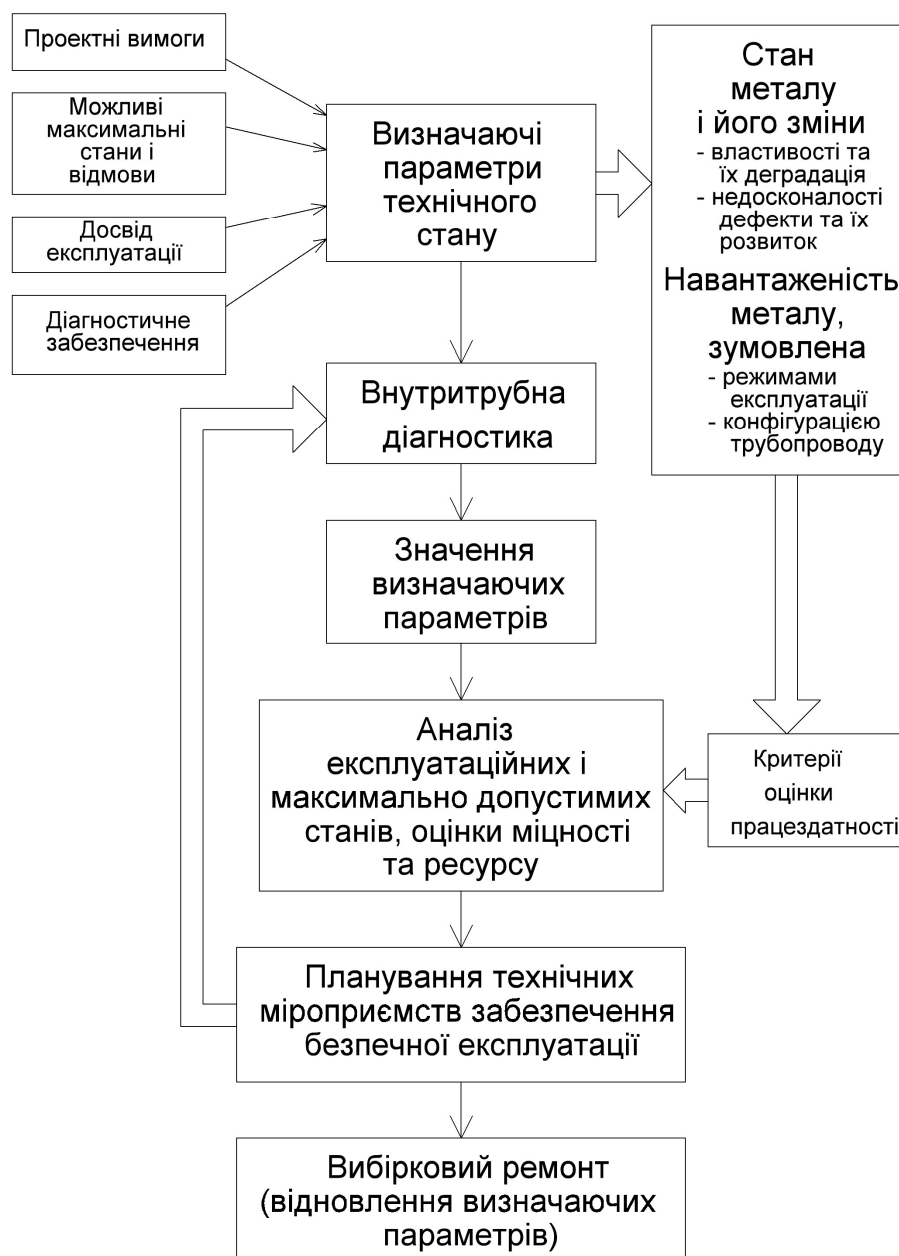 Проектні вимоги
Можливі
максимальні
стани і
відмови
Досвід
експлуатації
Діагностичне
забезпечення
Визначаючі
параметри
технічного
стану
Стан
металу
і його зміни
- властивості та
їх деградація
- недосконалості
дефекти та їх
розвиток
Навантаженість
металу,
зумовлена
- режимами
експлуатації
- конфігурацією
трубопроводу
Внутритрубна
діагностика
Значення
визначаючих
параметрів
Аналіз
експлуатаційних і
максимально допустимих
станів, оцінки міцності
та ресурсу
Критерії
оцінки
працездатності
Планування технічних
міроприємств забезпечення
безпечної експлуатації
Вибірковий ремонт
(відновлення визначаючих
параметрів)